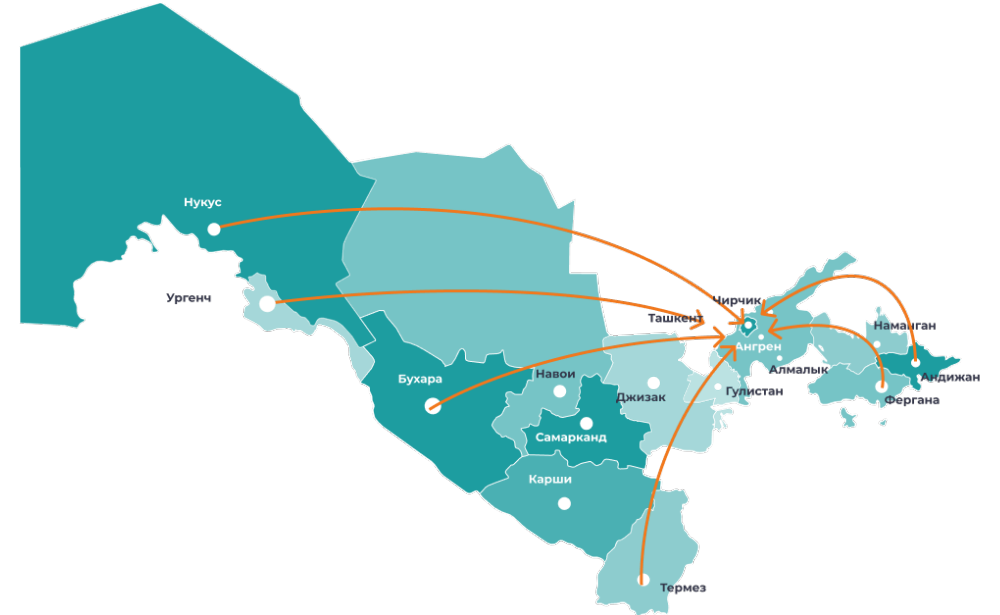 Нукус
Ургенч
Чирчик
Ташкент
Наманган
Ангрен
Алмалык
Андижан
Бухара
Навои
Гулистан
Джизак
Фергана
Самарканд
Карши
Термез